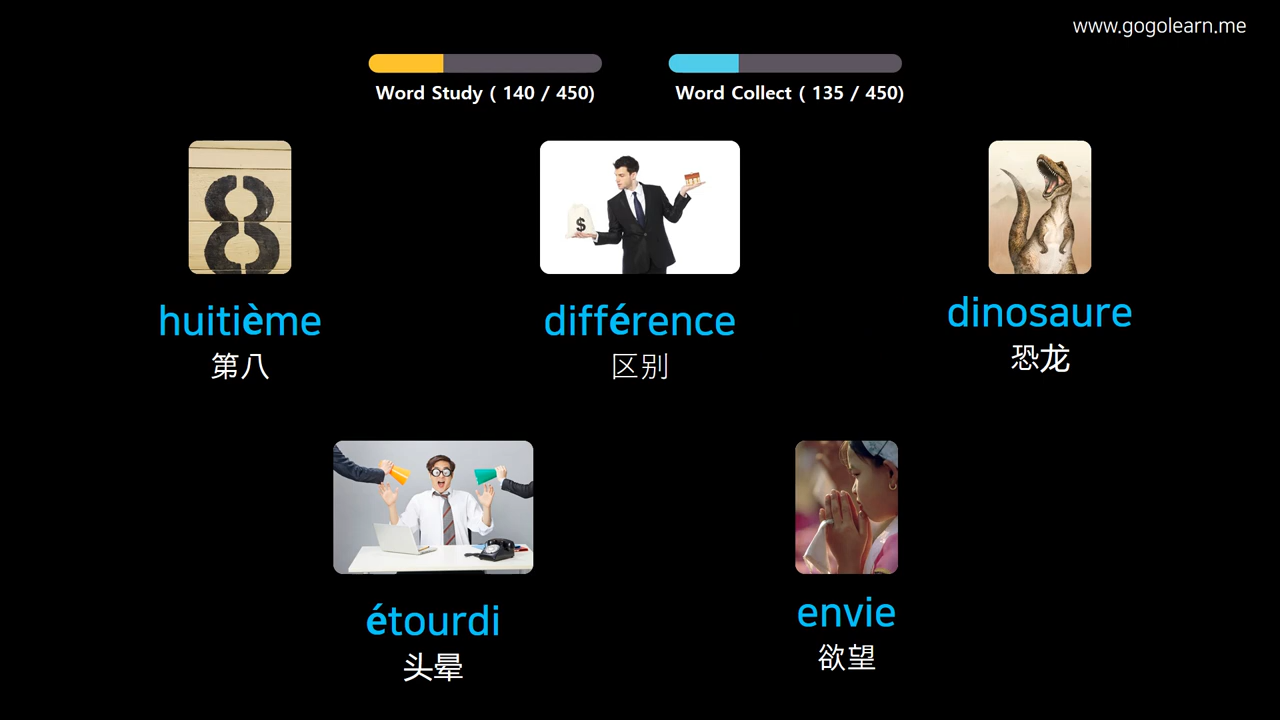 www.gogolearn.me
Word Study ( 140 / 450)
Word Collect ( 135 / 450)
8
$
huitième
第八
différence
区别
dinosaure
恐龙
étourdi
头晕
envie
欲望